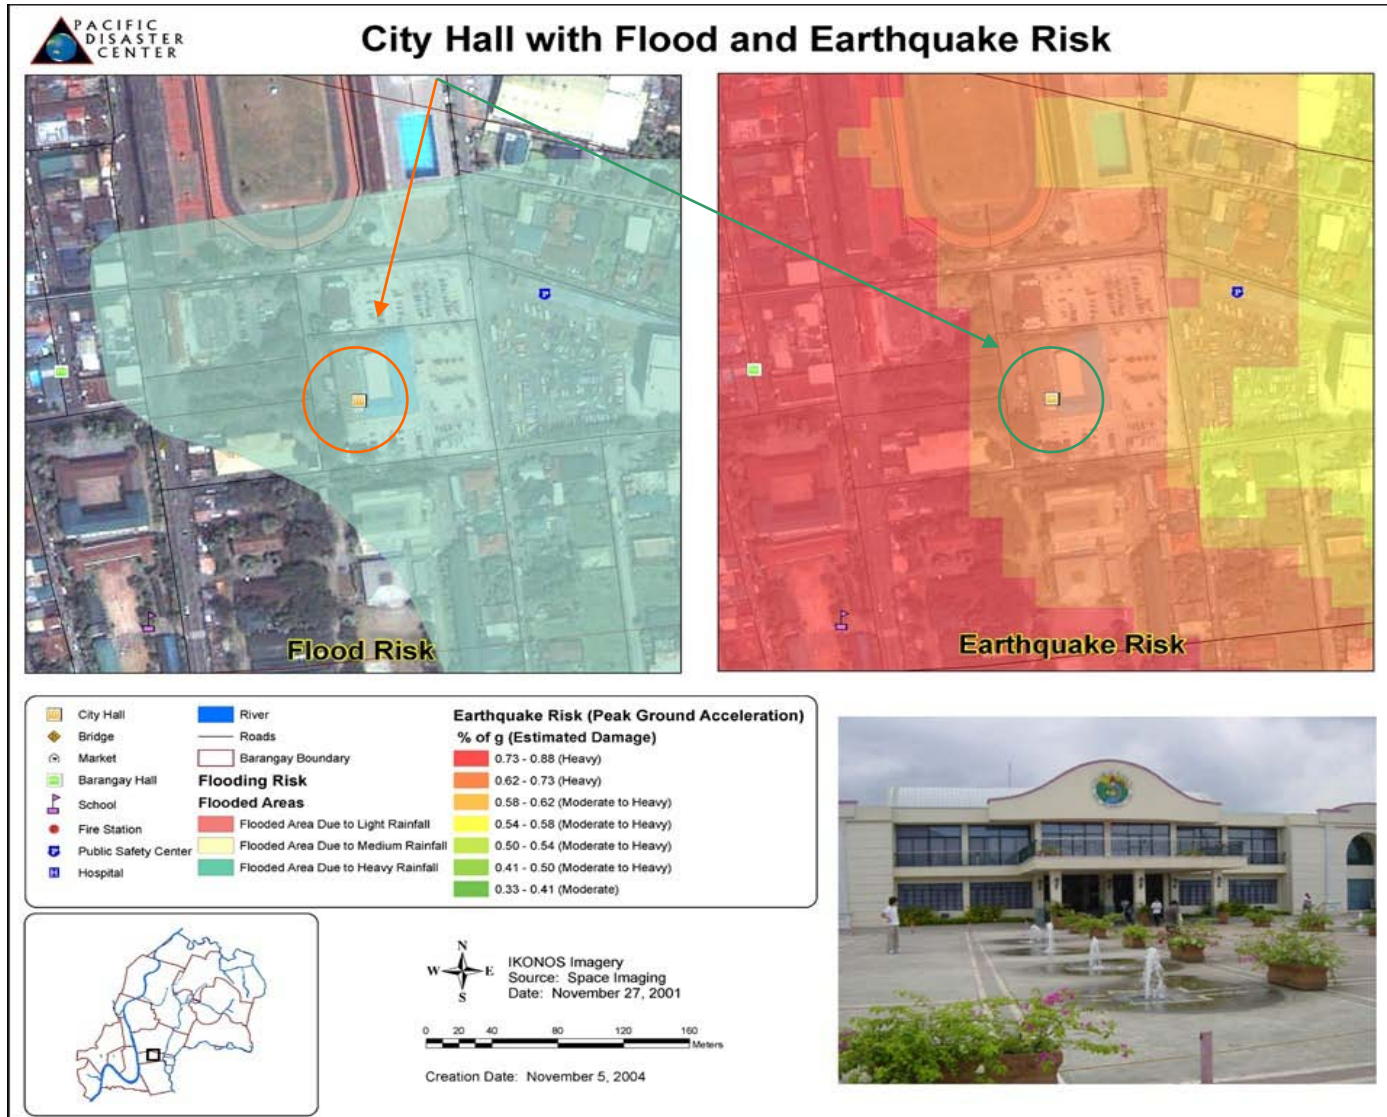 PACIFIC
DISASTER
CENTER
City Hall with Flood and Earthquake Risk
Flood Risk
Earthquake Risk
City Hall
Bridge
Market
Barangay Hall
School
Fire Station
Public Safety Center
Hospital
River
Roads
Barangay Boundary
Flooding Risk
Flooded Areas
Flooded Area Due to Light Rainfall
Flooded Area Due to Medium Rainfall
Flooded Area Due to Heavy Rainfall
Earthquake Risk (Peak Ground Acceleration)
% of g (Estimated Damage)
0.73 - 0.88 (Heavy)
0.62 - 0.73 (Heavy)
0.58 - 0.62 (Moderate to Heavy)
0.54 - 0.58 (Moderate to Heavy)
0.50 - 0.54 (Moderate to Heavy)
0.41 - 0.50 (Moderate to Heavy)
0.33 - 0.41 (Moderate)
N
W E
S
IKONOS Imagery
Source: Space Imaging
Date: November 27, 2001
0 20 40 80 120 160
Meters
Creation Date: November 5, 2004